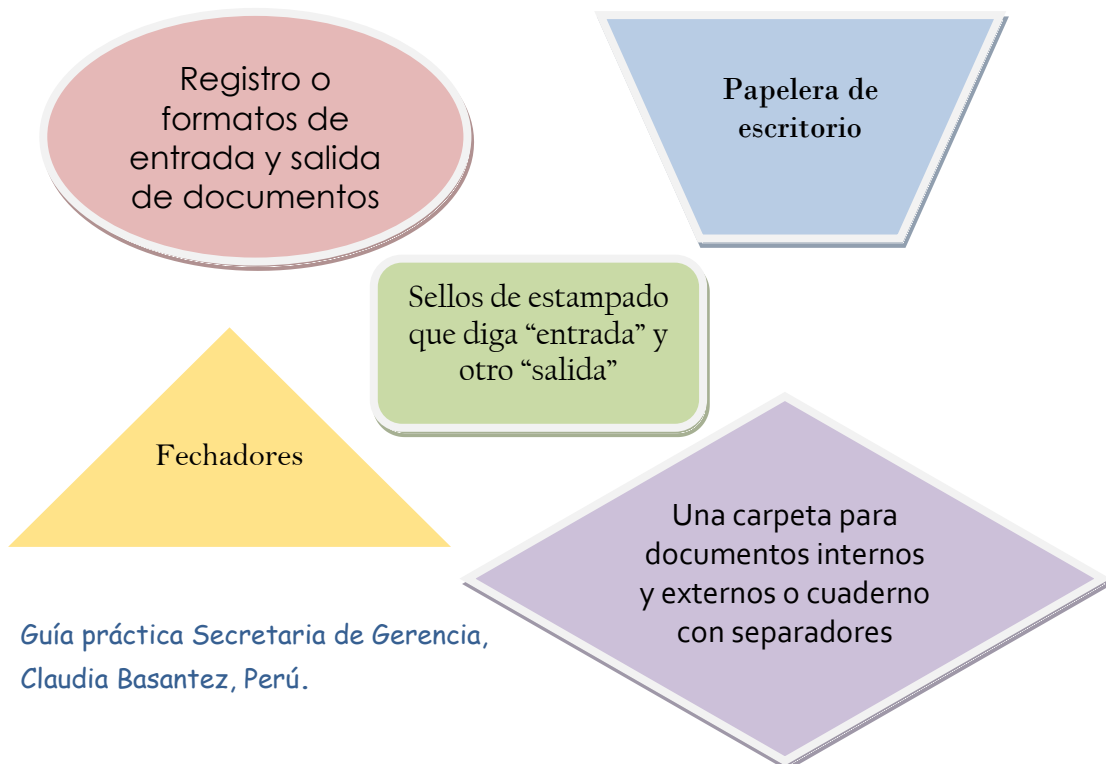 Registro o
formatos de
entrada y salida
de documentos
Papelera de
escritorio
Sellos de estampado
que diga “entrada” y
otro “salida”
Fechadores
Una carpeta para
documentos internos
y externos o cuaderno
con separadores
Guía práctica Secretaria de Gerencia,
Claudia Basantez, Perú.